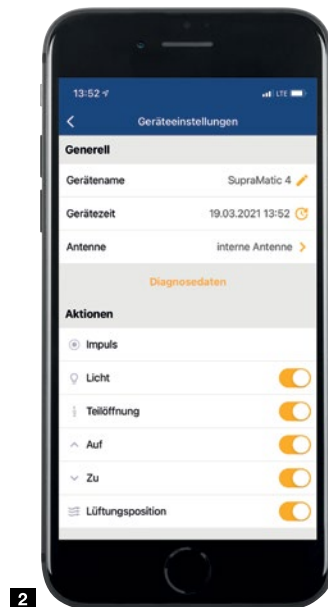 13:52 LTE
Geräteeinstellungen
Generell
Gerätename SupraMatic 4
Gerätezeit 19.03.2021 13:52
Antenne interne Antenne
Diagnosedaten
Aktionen
Impuls
Licht
Teilöffnung
Auf
Zu
Lüftungsposition
2